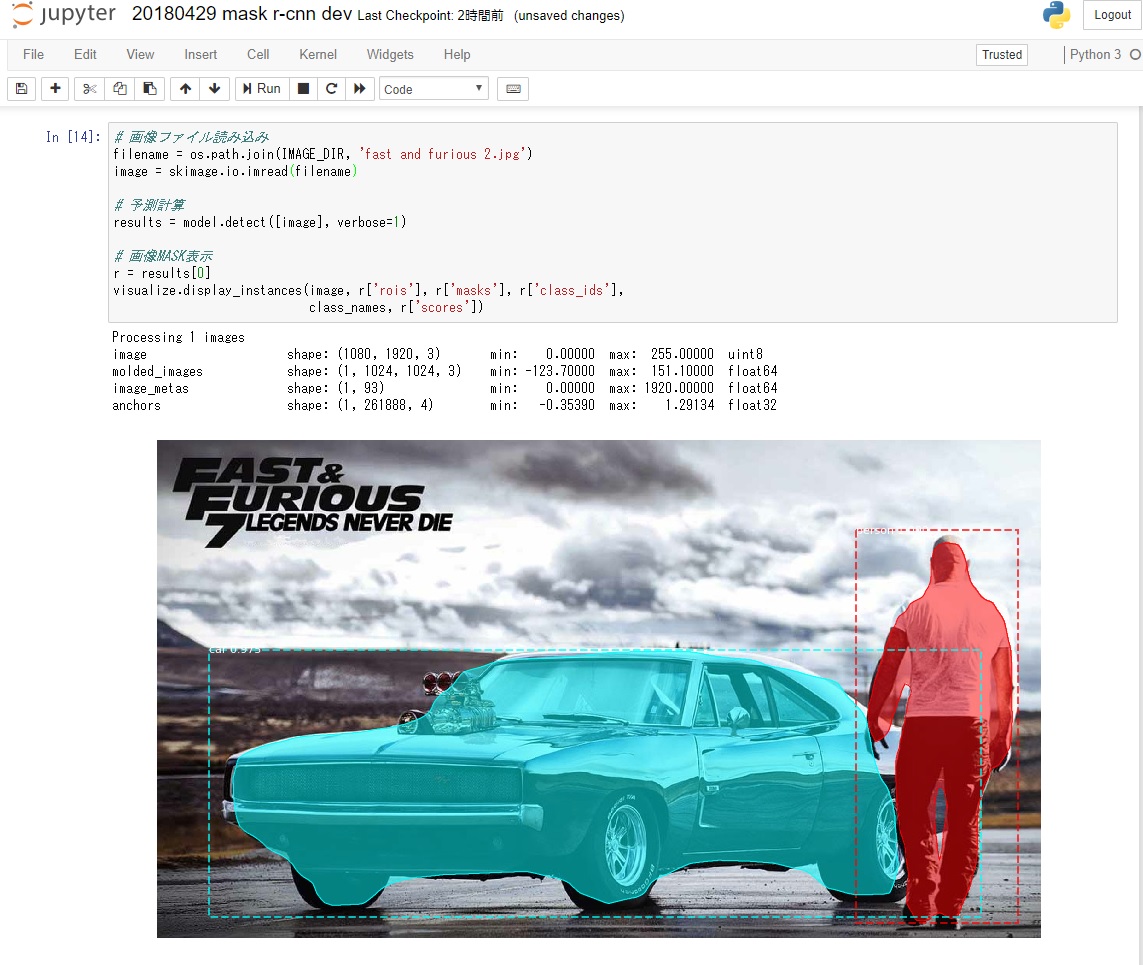 jupyter 20180429 mask r-cnn dev Last Checkpoint: 2時間前 (unsaved changes) Logout
File Edit View Insert Cell Kernel Widgets Help Trusted Python 3
Run Code
In [14]: # 画像ファイル読み込み
filename = os.path.join(IMAGE_DIR, 'fast and furious 2.jpg')
image = skimage.io.imread(filename)
# 予測計算
results = model.detect([image], verbose=1)
# 画像MASK表示
r = results[0]
visualize.display_instances(image, r['rois'], r['masks'], r['class_ids'],
class_names, r['scores'])
Processing 1 images
image shape: (1080, 1920, 3) min: 0.00000 max: 255.00000 uint8
molded_images shape: (1, 1024, 1024, 3) min: -123.70000 max: 151.10000 float64
image_metas shape: (1, 93) min: 0.00000 max: 1920.00000 float64
anchors shape: (1, 261888, 4) min: -0.35390 max: 1.29134 float32
FAST &
FURIOUS
7 LEGENDS NEVER DIE
person
car 0.975